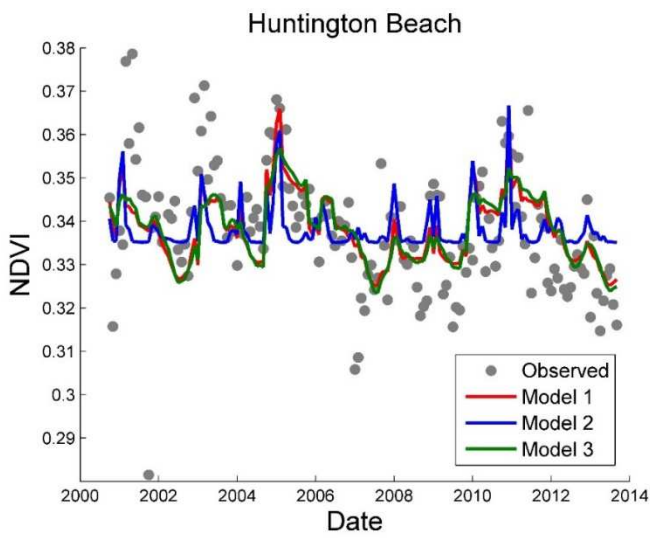 Huntington Beach
0.38
0.37
0.36
0.35
0.34
0.33
0.32
0.31
0.3
0.29
NDVI
2000 2002 2004 2006 2008 2010 2012 2014
Date
Observed
Model 1
Model 2
Model 3